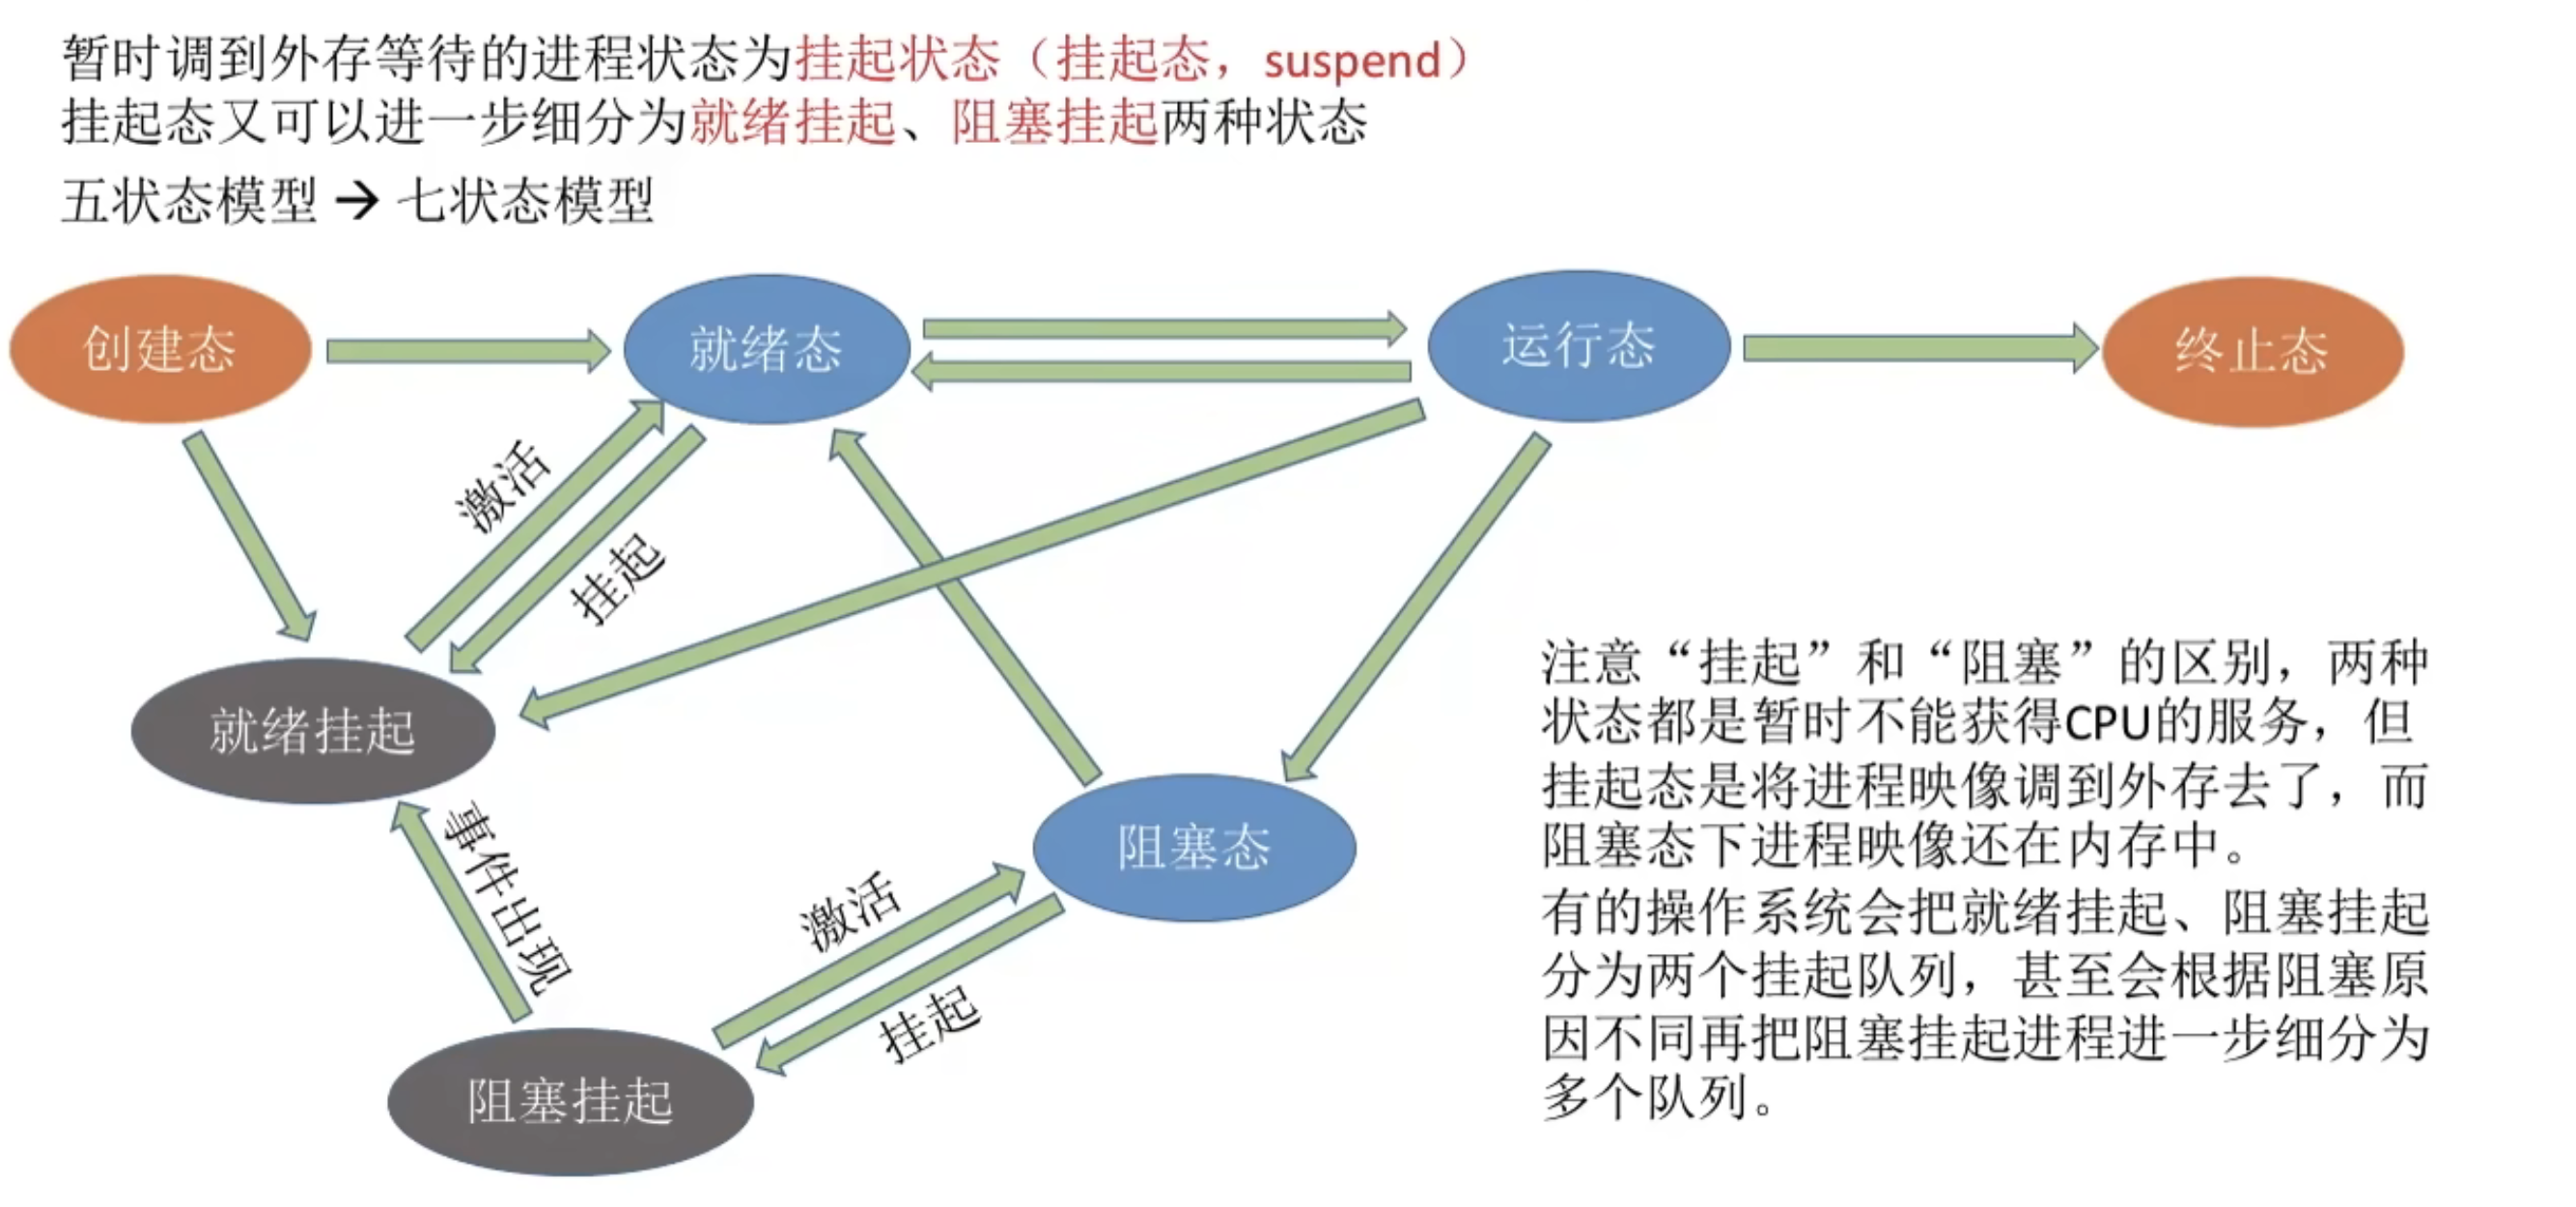 暂时调到外存等待的进程状态为挂起状态（挂起态，suspend）
挂起态又可以进一步细分为就绪挂起、阻塞挂起两种状态
五状态模型 → 七状态模型
创建态
就绪态
运行态
终止态
激活
挂起
就绪挂起
事件出现
阻塞态
激活
挂起
阻塞挂起
注意“挂起”和“阻塞”的区别，两种
状态都是暂时不能获得CPU的服务，但
挂起态是将进程映像调到外存去了，而
阻塞态下进程映像还在内存中。
有的操作系统会把就绪挂起、阻塞挂起
分为两个挂起队列，甚至会根据阻塞原
因不同再把阻塞挂起进程进一步细分为
多个队列。